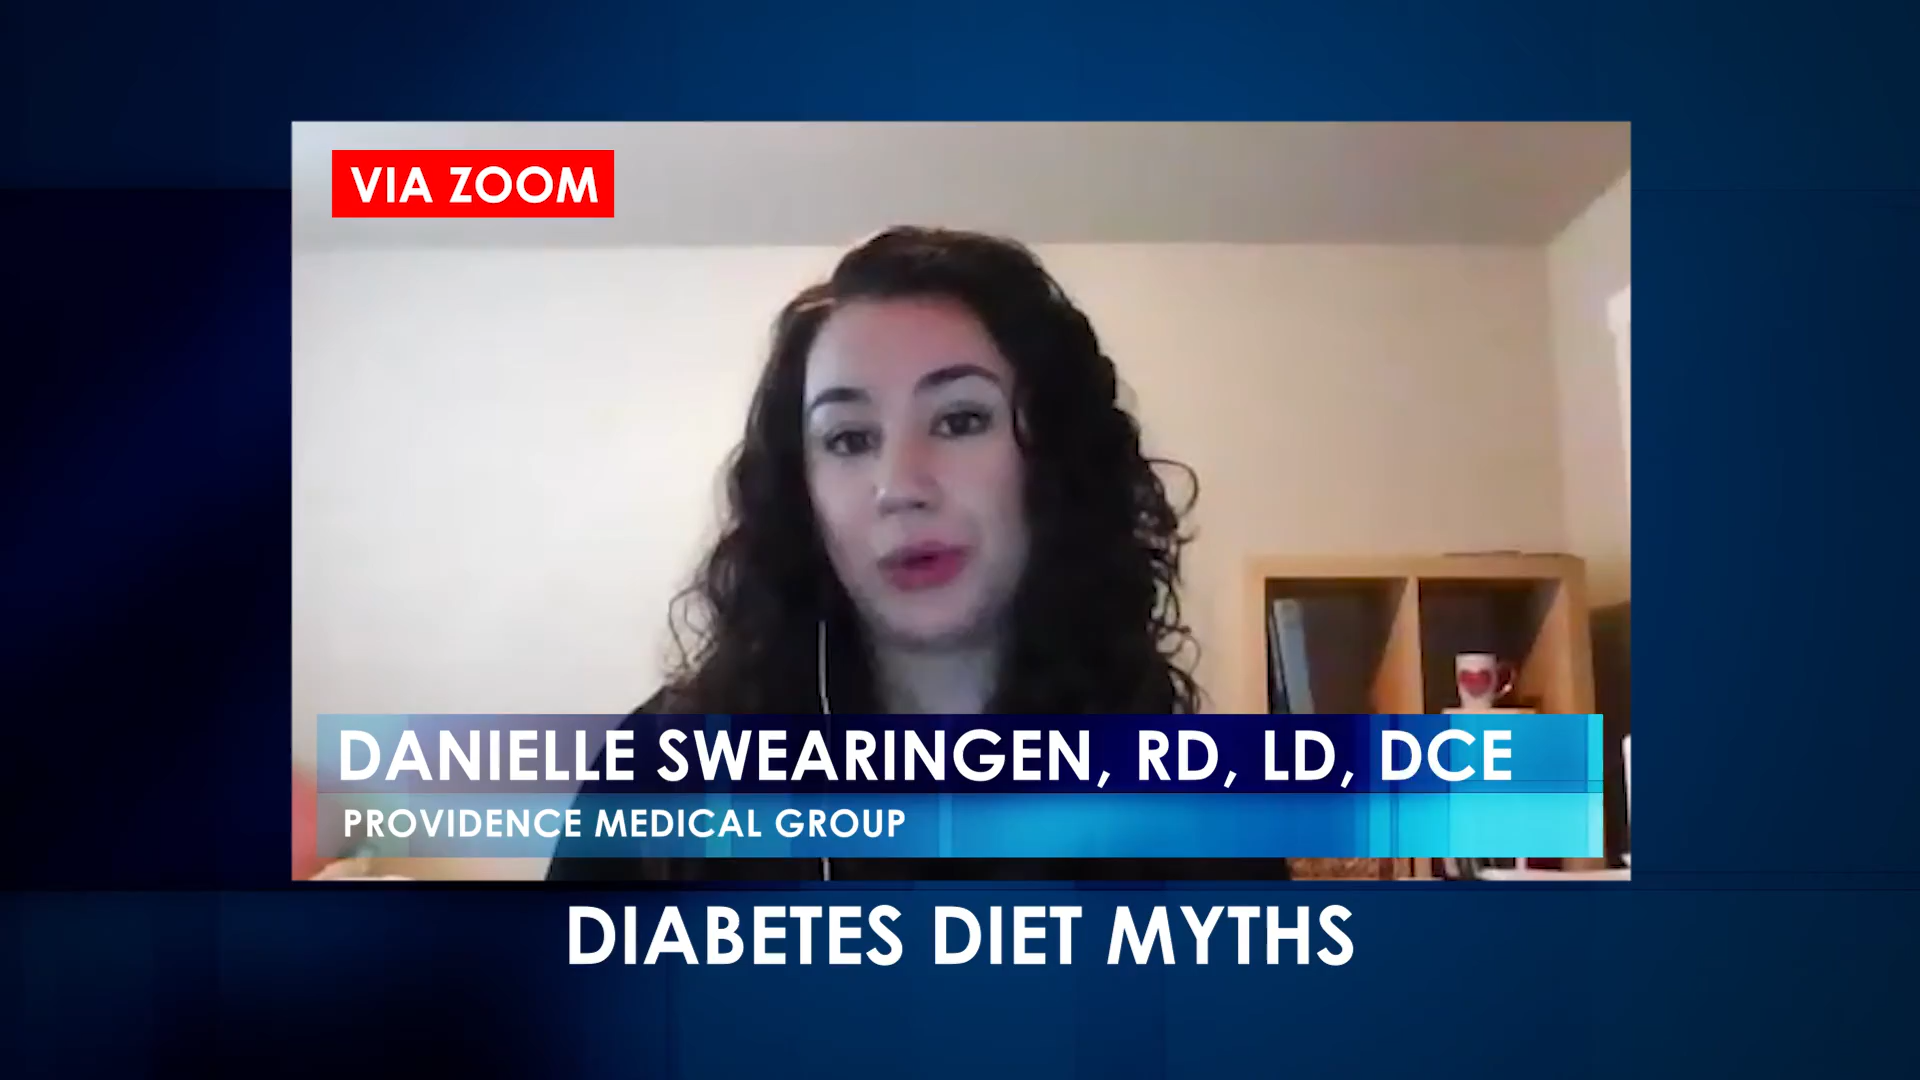 VIA ZOOM
DANIELLE SWEARINGEN, RD, LD, DCE
PROVIDENCE MEDICAL GROUP
DIABETES DIET MYTHS